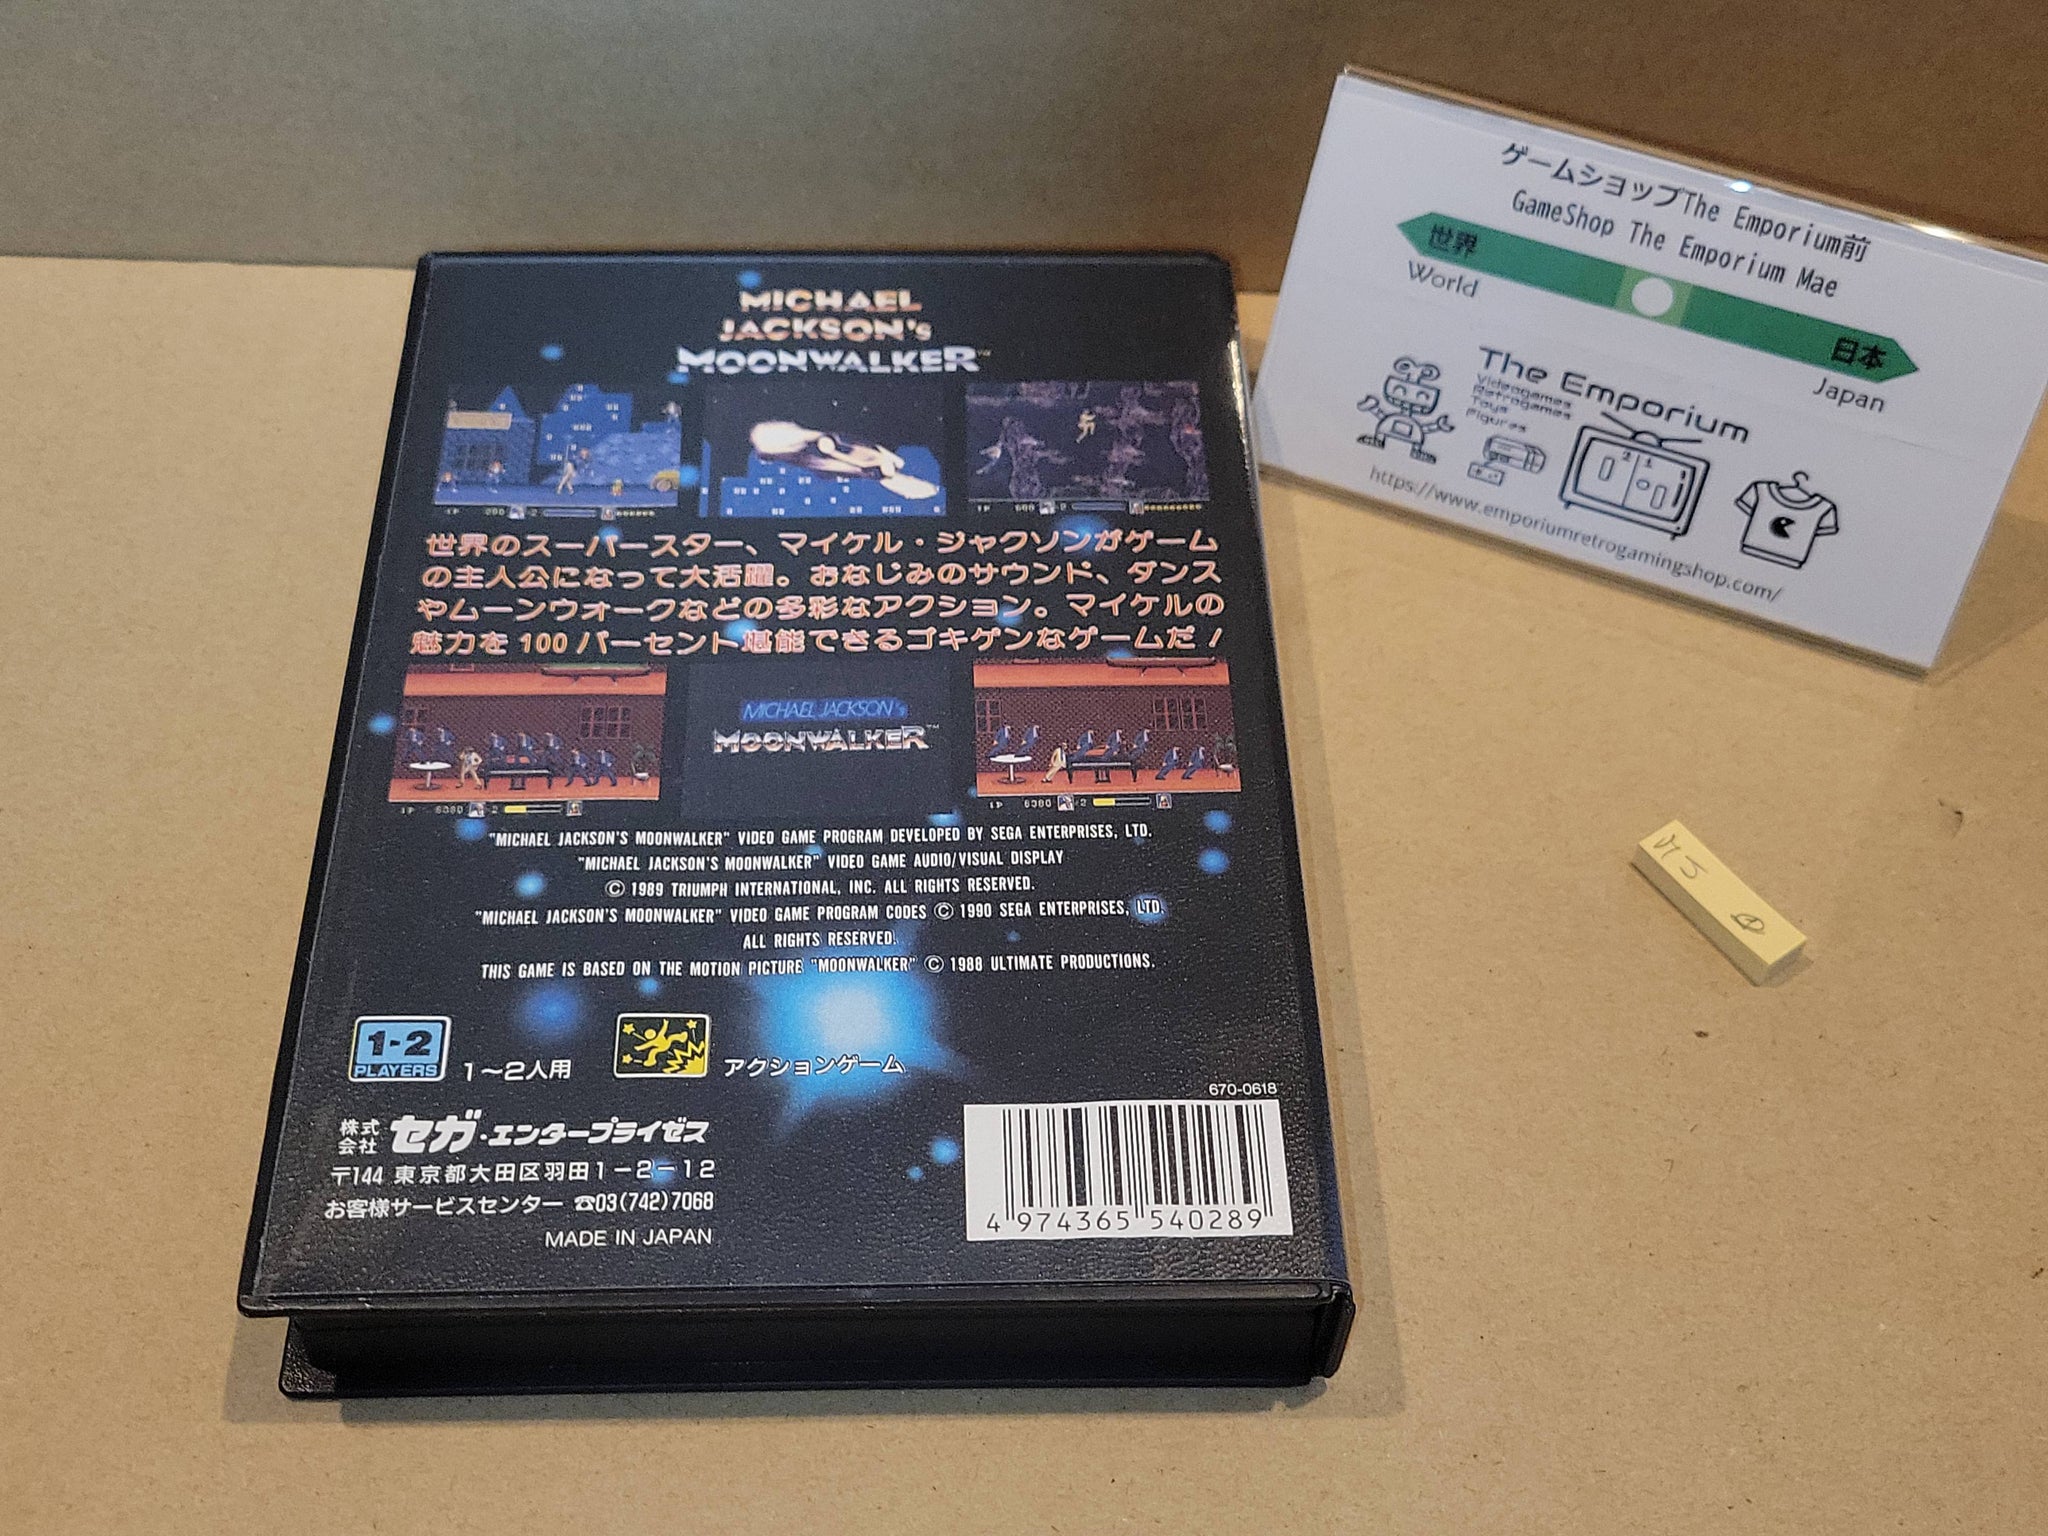 MICHAEL
JACKSON'S
MOONWALKER™
世界のスーパースター、マイケル・ジャクソンがゲーム
の主人公になって大活躍。おなじみのサウンド、ダンス
やムーンウォークなどの多彩なアクション。マイケルの
魅力を100パーセント堪能できるゴキゲンなゲームだ！
MICHAEL JACKSON's
MOONWALKER™
1P 6380 2
1P 6380 2
"MICHAEL JACKSON'S MOONWALKER" VIDEO GAME PROGRAM DEVELOPED BY SEGA ENTERPRISES, LTD.
"MICHAEL JACKSON'S MOONWALKER" VIDEO GAME AUDIO/VISUAL DISPLAY
© 1989 TRIUMPH INTERNATIONAL, INC. ALL RIGHTS RESERVED.
"MICHAEL JACKSON'S MOONWALKER" VIDEO GAME PROGRAM CODES © 1990 SEGA ENTERPRISES, LTD.
ALL RIGHTS RESERVED.
THIS GAME IS BASED ON THE MOTION PICTURE "MOONWALKER" © 1988 ULTIMATE PRODUCTIONS.
1-2
PLAYERS
1〜2人用
アクションゲーム
670-0618
株式会社 セガ・エンタープライゼス
〒144 東京都大田区羽田1－2－12
お客様サービスセンター ☎03(742)7068
MADE IN JAPAN
4 974365 540289
ゲームショップThe Emporium前
GameShop The Emporium Mae
世界
World
日本
Japan
The Emporium
Videogames
Retrogames
Toys
Figures
2 1
https://www.emporiumretrogamingshop.com/
MJ